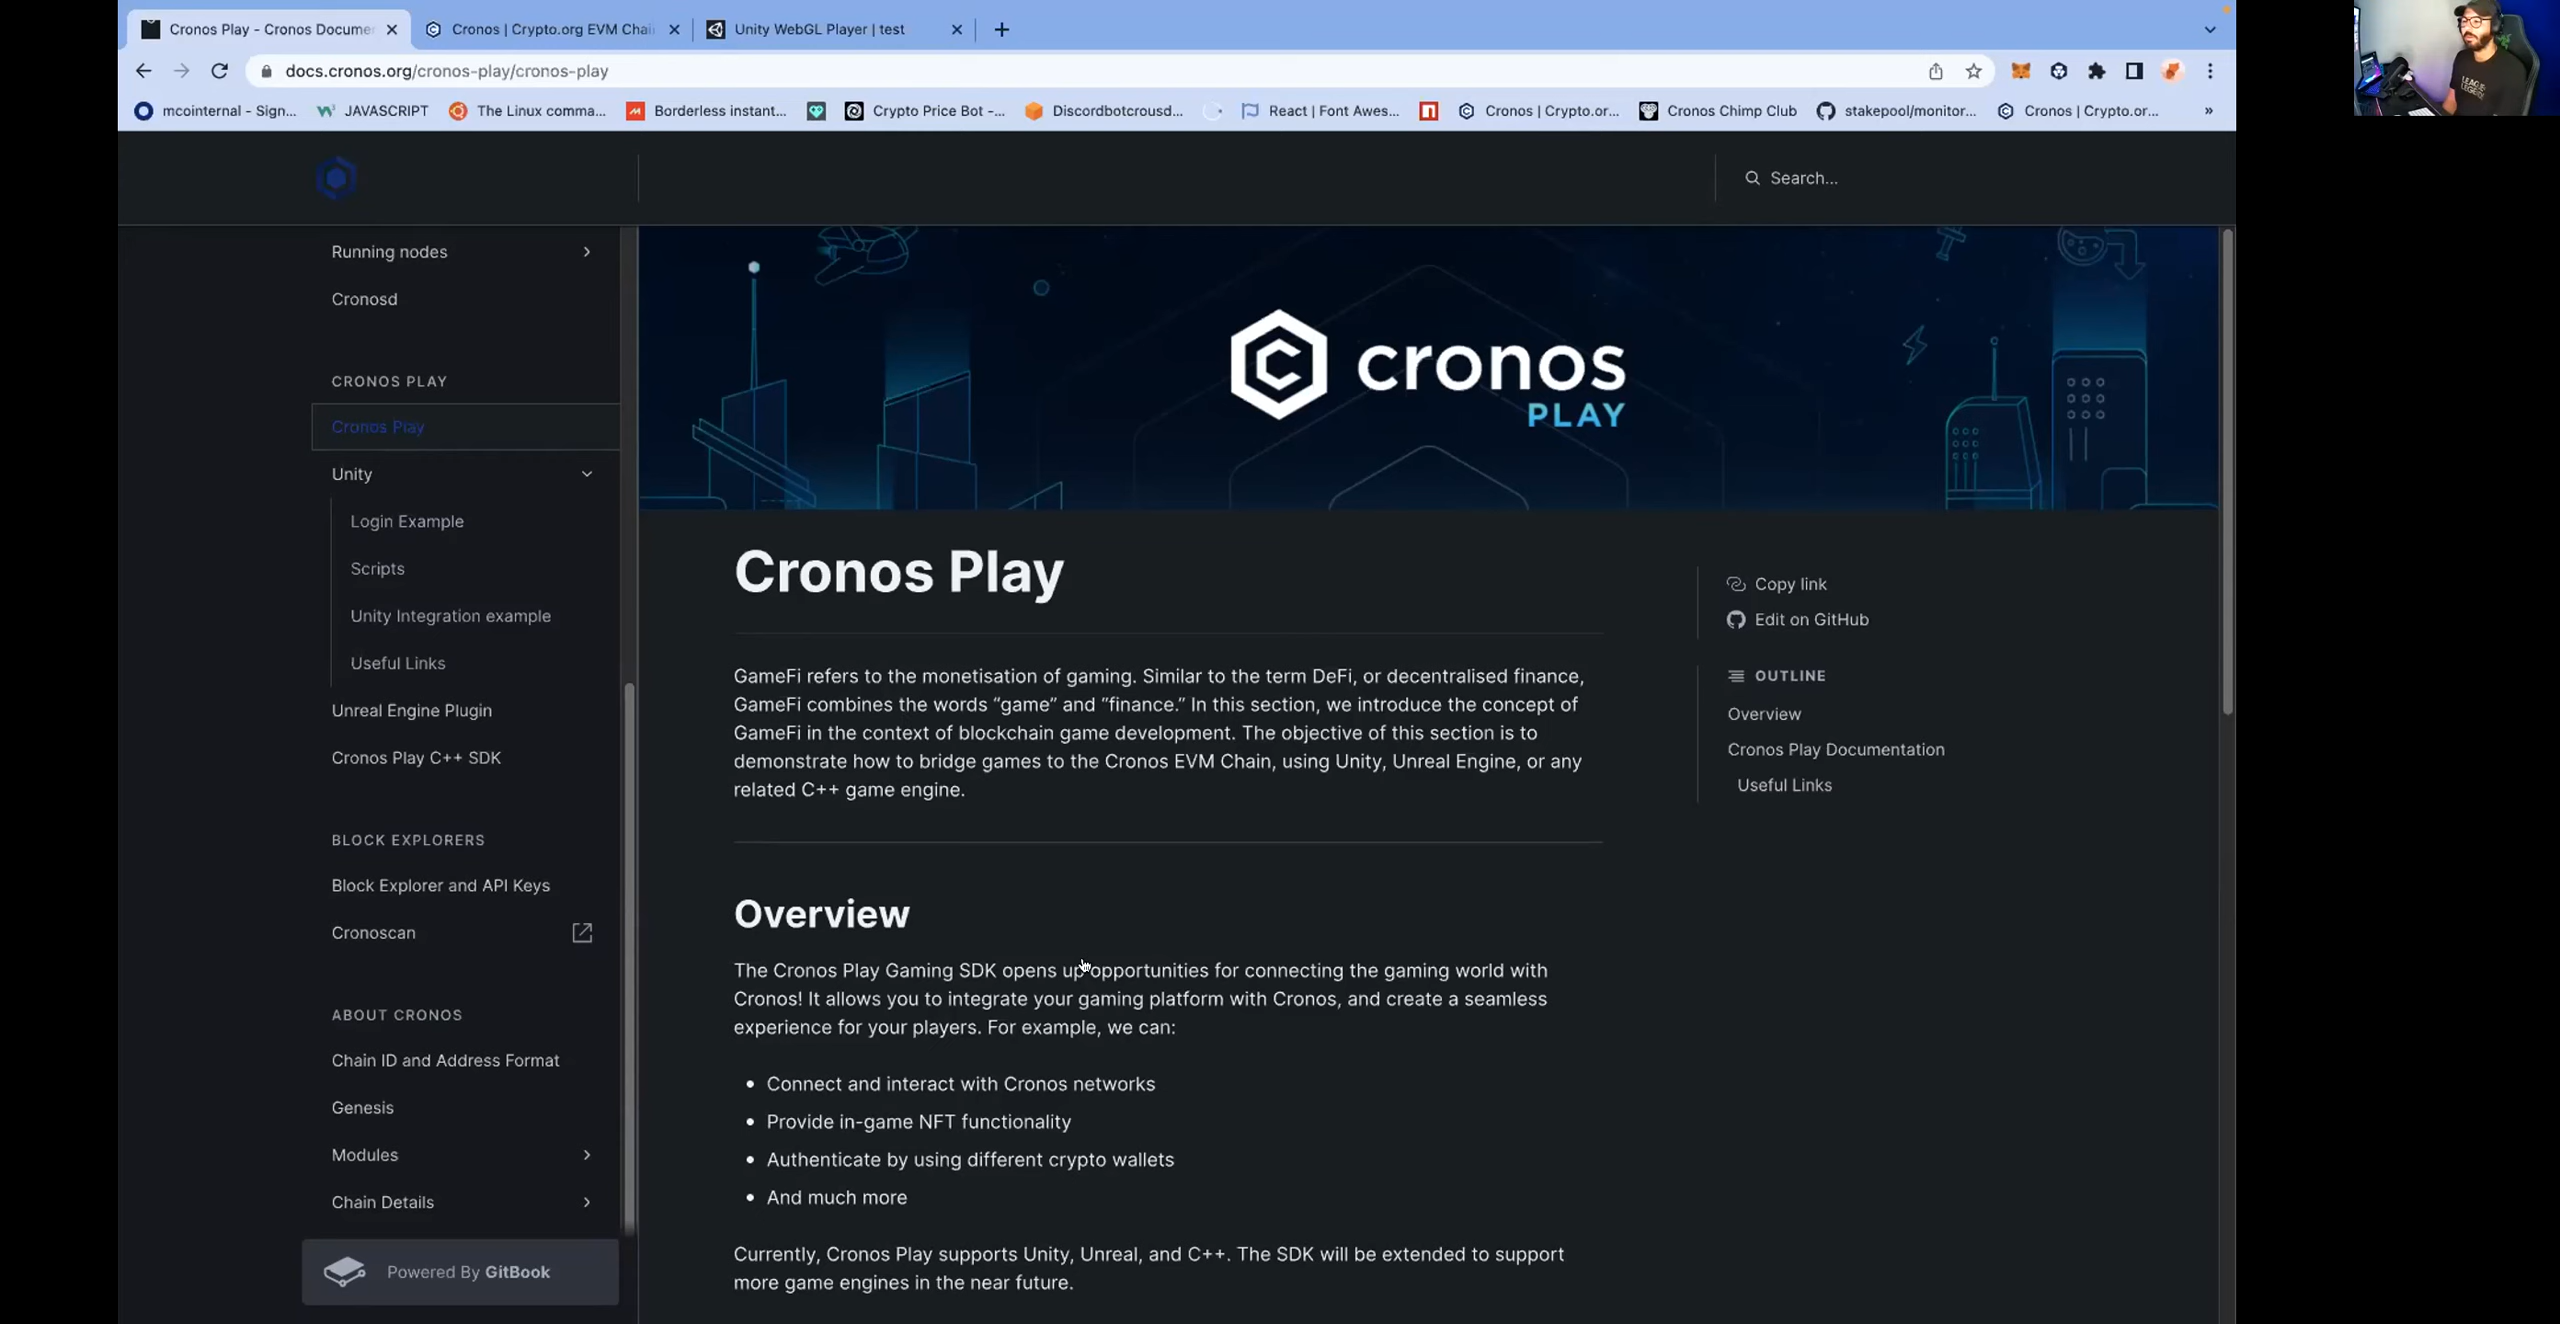 Cronos Play - Cronos Documen
Cronos | Crypto.org EVM Chai
Unity WebGL Player | test
docs.cronos.org/cronos-play/cronos-play
mcointernal - Sign...
JAVASCRIPT
The Linux comma...
Borderless instant...
Crypto Price Bot -...
Discordbotcrousd...
React | Font Awes...
Cronos | Crypto.or...
Cronos Chimp Club
stakepool/monitor...
Cronos | Crypto.or...
»
Search...
Running nodes
Cronosd
CRONOS PLAY
Cronos Play
Unity
Login Example
Scripts
Unity Integration example
Useful Links
Unreal Engine Plugin
Cronos Play C++ SDK
BLOCK EXPLORERS
Block Explorer and API Keys
Cronoscan
ABOUT CRONOS
Chain ID and Address Format
Genesis
Modules
Chain Details
Powered By GitBook
cronos
PLAY
Cronos Play
GameFi refers to the monetisation of gaming. Similar to the term DeFi, or decentralised finance,
GameFi combines the words “game” and “finance.” In this section, we introduce the concept of
GameFi in the context of blockchain game development. The objective of this section is to
demonstrate how to bridge games to the Cronos EVM Chain, using Unity, Unreal Engine, or any
related C++ game engine.
Overview
The Cronos Play Gaming SDK opens up opportunities for connecting the gaming world with
Cronos! It allows you to integrate your gaming platform with Cronos, and create a seamless
experience for your players. For example, we can:
• Connect and interact with Cronos networks
• Provide in-game NFT functionality
• Authenticate by using different crypto wallets
• And much more
Currently, Cronos Play supports Unity, Unreal, and C++. The SDK will be extended to support
more game engines in the near future.
Copy link
Edit on GitHub
OUTLINE
Overview
Cronos Play Documentation
Useful Links